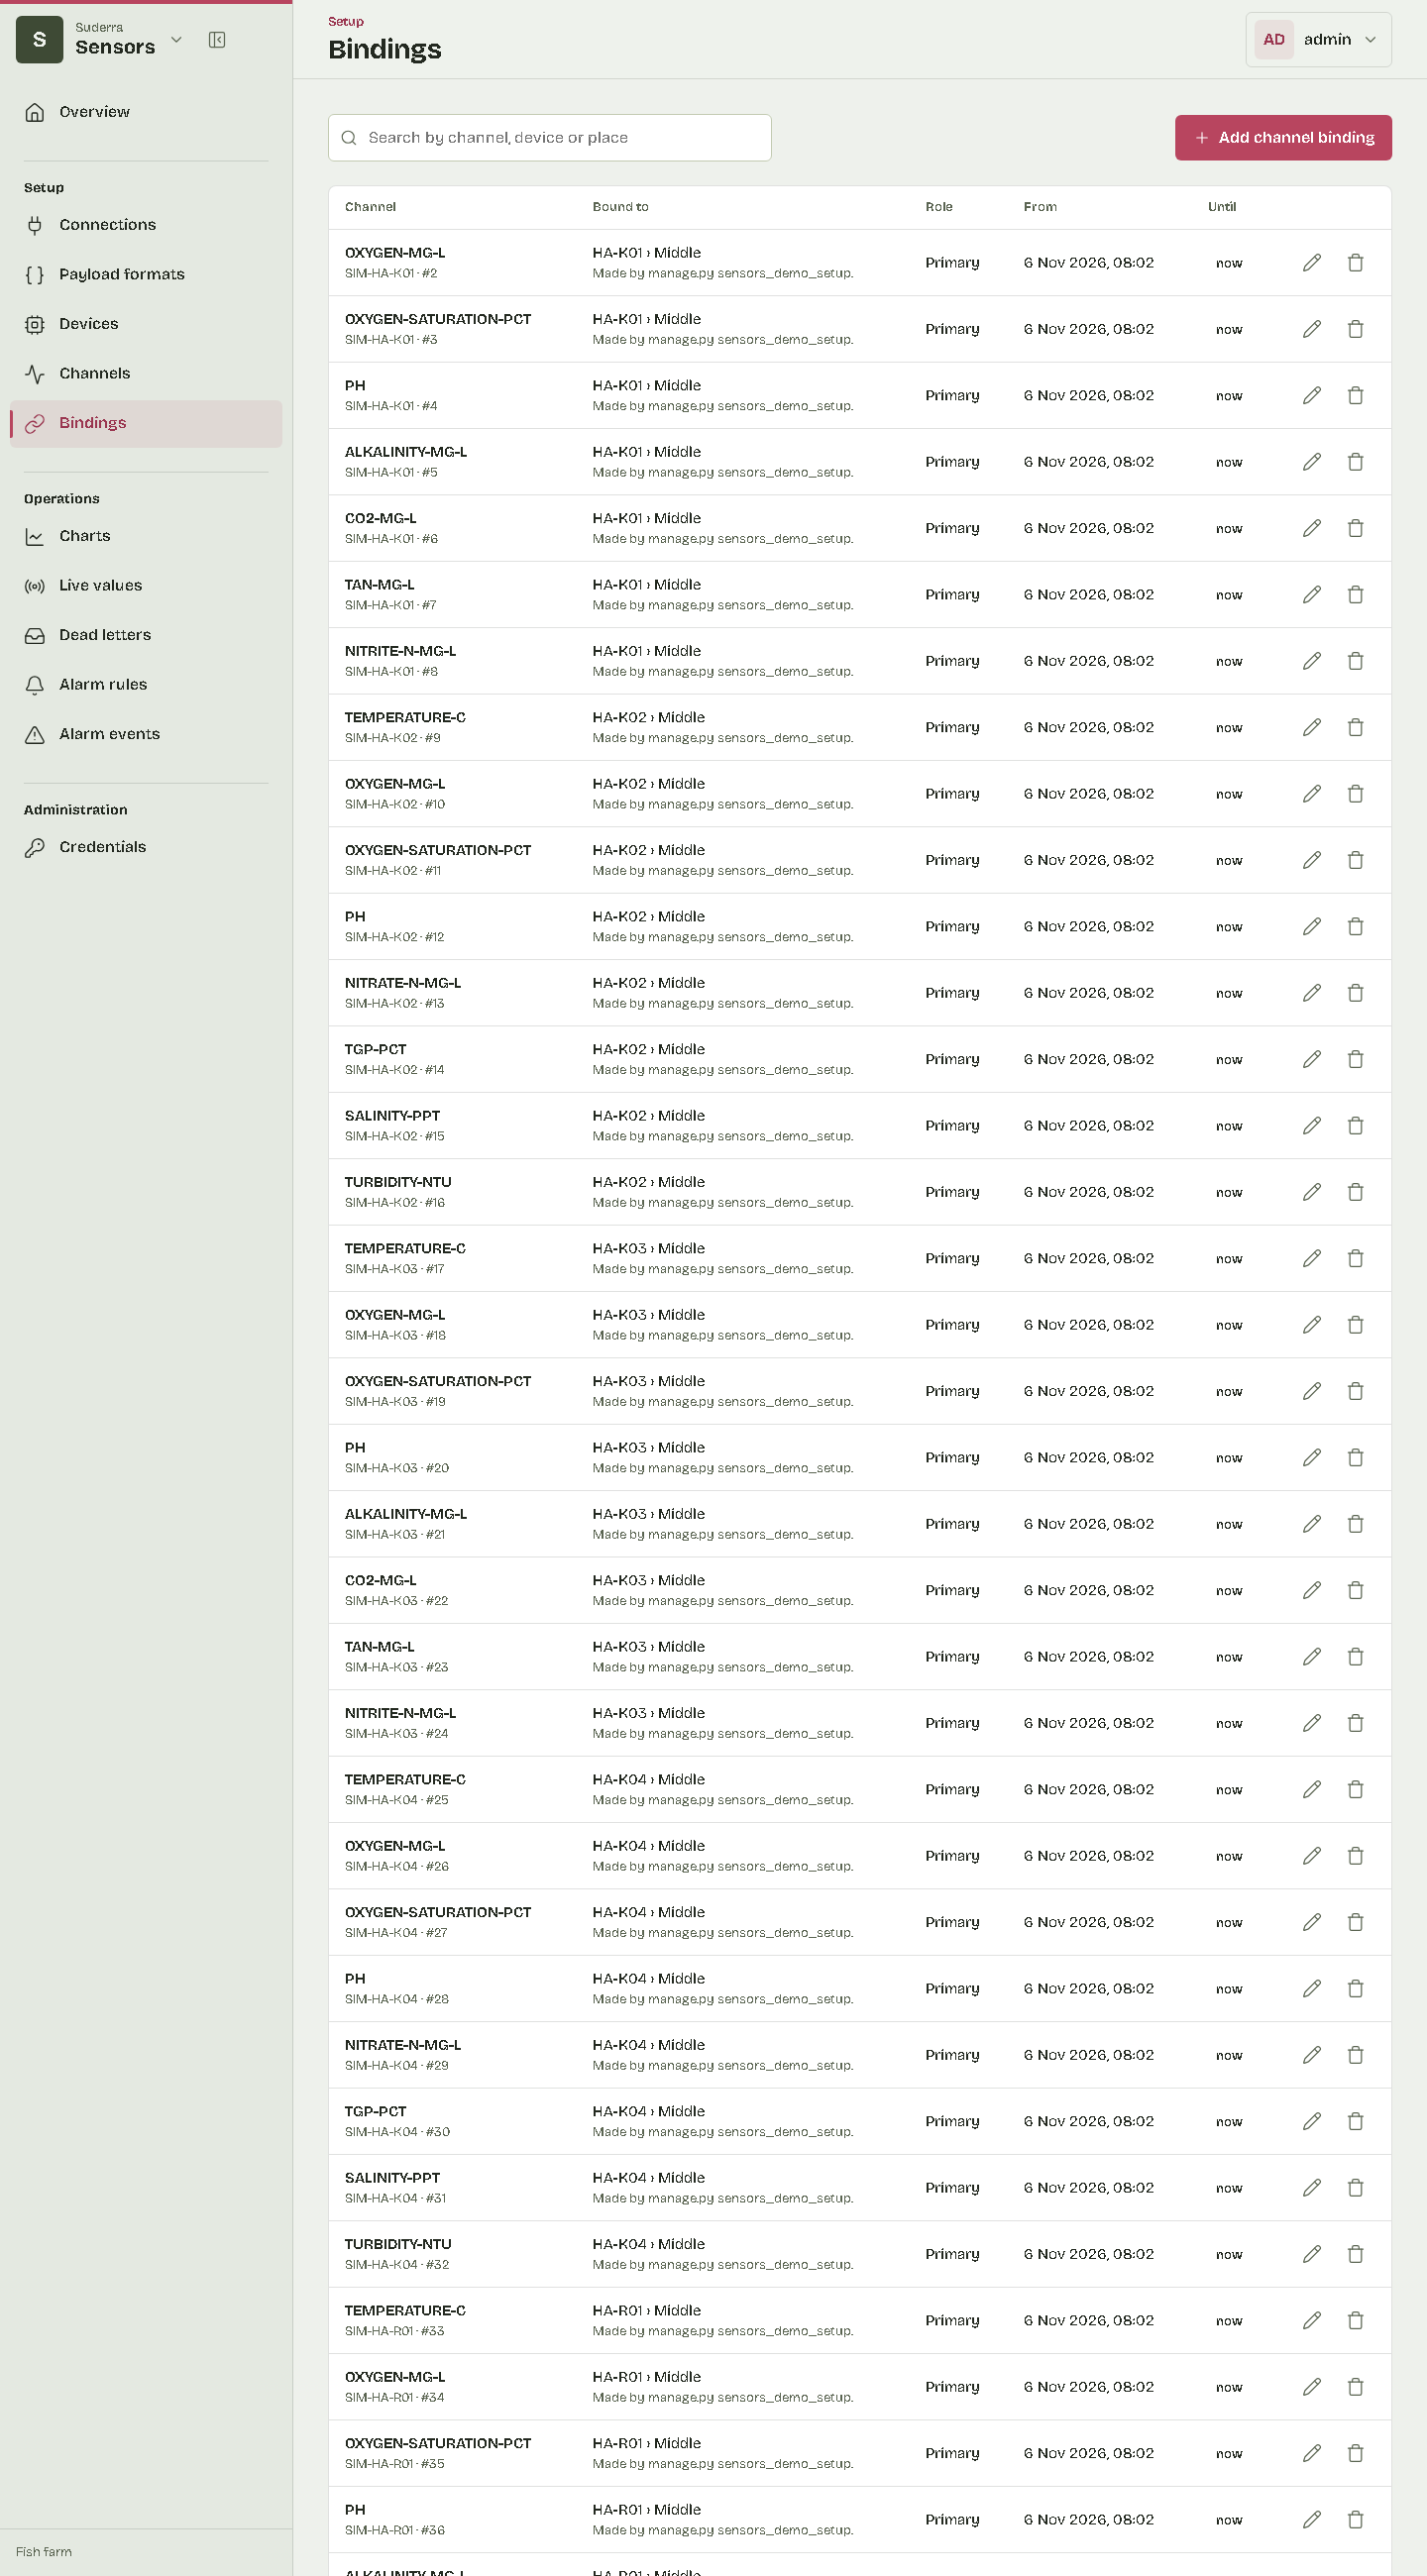 S
Suderra
Sensors
Overview
Setup
Connections
Payload formats
Devices
Channels
Bindings
Operations
Charts
Live values
Dead letters
Alarm rules
Alarm events
Administration
Credentials
Fish farm
Setup
Bindings
AD admin
Search by channel, device or place
Add channel binding
Channel Bound to Role From Until
OXYGEN-MG-L HA-K01 › Middle Primary 6 Nov 2026, 08:02 now
SIM-HA-K01 · #2 Made by manage.py sensors_demo_setup.
OXYGEN-SATURATION-PCT HA-K01 › Middle Primary 6 Nov 2026, 08:02 now
SIM-HA-K01 · #3 Made by manage.py sensors_demo_setup.
PH HA-K01 › Middle Primary 6 Nov 2026, 08:02 now
SIM-HA-K01 · #4 Made by manage.py sensors_demo_setup.
ALKALINITY-MG-L HA-K01 › Middle Primary 6 Nov 2026, 08:02 now
SIM-HA-K01 · #5 Made by manage.py sensors_demo_setup.
CO2-MG-L HA-K01 › Middle Primary 6 Nov 2026, 08:02 now
SIM-HA-K01 · #6 Made by manage.py sensors_demo_setup.
TAN-MG-L HA-K01 › Middle Primary 6 Nov 2026, 08:02 now
SIM-HA-K01 · #7 Made by manage.py sensors_demo_setup.
NITRITE-N-MG-L HA-K01 › Middle Primary 6 Nov 2026, 08:02 now
SIM-HA-K01 · #8 Made by manage.py sensors_demo_setup.
TEMPERATURE-C HA-K02 › Middle Primary 6 Nov 2026, 08:02 now
SIM-HA-K02 · #9 Made by manage.py sensors_demo_setup.
OXYGEN-MG-L HA-K02 › Middle Primary 6 Nov 2026, 08:02 now
SIM-HA-K02 · #10 Made by manage.py sensors_demo_setup.
OXYGEN-SATURATION-PCT HA-K02 › Middle Primary 6 Nov 2026, 08:02 now
SIM-HA-K02 · #11 Made by manage.py sensors_demo_setup.
PH HA-K02 › Middle Primary 6 Nov 2026, 08:02 now
SIM-HA-K02 · #12 Made by manage.py sensors_demo_setup.
NITRATE-N-MG-L HA-K02 › Middle Primary 6 Nov 2026, 08:02 now
SIM-HA-K02 · #13 Made by manage.py sensors_demo_setup.
TGP-PCT HA-K02 › Middle Primary 6 Nov 2026, 08:02 now
SIM-HA-K02 · #14 Made by manage.py sensors_demo_setup.
SALINITY-PPT HA-K02 › Middle Primary 6 Nov 2026, 08:02 now
SIM-HA-K02 · #15 Made by manage.py sensors_demo_setup.
TURBIDITY-NTU HA-K02 › Middle Primary 6 Nov 2026, 08:02 now
SIM-HA-K02 · #16 Made by manage.py sensors_demo_setup.
TEMPERATURE-C HA-K03 › Middle Primary 6 Nov 2026, 08:02 now
SIM-HA-K03 · #17 Made by manage.py sensors_demo_setup.
OXYGEN-MG-L HA-K03 › Middle Primary 6 Nov 2026, 08:02 now
SIM-HA-K03 · #18 Made by manage.py sensors_demo_setup.
OXYGEN-SATURATION-PCT HA-K03 › Middle Primary 6 Nov 2026, 08:02 now
SIM-HA-K03 · #19 Made by manage.py sensors_demo_setup.
PH HA-K03 › Middle Primary 6 Nov 2026, 08:02 now
SIM-HA-K03 · #20 Made by manage.py sensors_demo_setup.
ALKALINITY-MG-L HA-K03 › Middle Primary 6 Nov 2026, 08:02 now
SIM-HA-K03 · #21 Made by manage.py sensors_demo_setup.
CO2-MG-L HA-K03 › Middle Primary 6 Nov 2026, 08:02 now
SIM-HA-K03 · #22 Made by manage.py sensors_demo_setup.
TAN-MG-L HA-K03 › Middle Primary 6 Nov 2026, 08:02 now
SIM-HA-K03 · #23 Made by manage.py sensors_demo_setup.
NITRITE-N-MG-L HA-K03 › Middle Primary 6 Nov 2026, 08:02 now
SIM-HA-K03 · #24 Made by manage.py sensors_demo_setup.
TEMPERATURE-C HA-K04 › Middle Primary 6 Nov 2026, 08:02 now
SIM-HA-K04 · #25 Made by manage.py sensors_demo_setup.
OXYGEN-MG-L HA-K04 › Middle Primary 6 Nov 2026, 08:02 now
SIM-HA-K04 · #26 Made by manage.py sensors_demo_setup.
OXYGEN-SATURATION-PCT HA-K04 › Middle Primary 6 Nov 2026, 08:02 now
SIM-HA-K04 · #27 Made by manage.py sensors_demo_setup.
PH HA-K04 › Middle Primary 6 Nov 2026, 08:02 now
SIM-HA-K04 · #28 Made by manage.py sensors_demo_setup.
NITRATE-N-MG-L HA-K04 › Middle Primary 6 Nov 2026, 08:02 now
SIM-HA-K04 · #29 Made by manage.py sensors_demo_setup.
TGP-PCT HA-K04 › Middle Primary 6 Nov 2026, 08:02 now
SIM-HA-K04 · #30 Made by manage.py sensors_demo_setup.
SALINITY-PPT HA-K04 › Middle Primary 6 Nov 2026, 08:02 now
SIM-HA-K04 · #31 Made by manage.py sensors_demo_setup.
TURBIDITY-NTU HA-K04 › Middle Primary 6 Nov 2026, 08:02 now
SIM-HA-K04 · #32 Made by manage.py sensors_demo_setup.
TEMPERATURE-C HA-R01 › Middle Primary 6 Nov 2026, 08:02 now
SIM-HA-R01 · #33 Made by manage.py sensors_demo_setup.
OXYGEN-MG-L HA-R01 › Middle Primary 6 Nov 2026, 08:02 now
SIM-HA-R01 · #34 Made by manage.py sensors_demo_setup.
OXYGEN-SATURATION-PCT HA-R01 › Middle Primary 6 Nov 2026, 08:02 now
SIM-HA-R01 · #35 Made by manage.py sensors_demo_setup.
PH HA-R01 › Middle Primary 6 Nov 2026, 08:02 now
SIM-HA-R01 · #36 Made by manage.py sensors_demo_setup.
ALKALINITY-MG-L HA-R01 › Middle